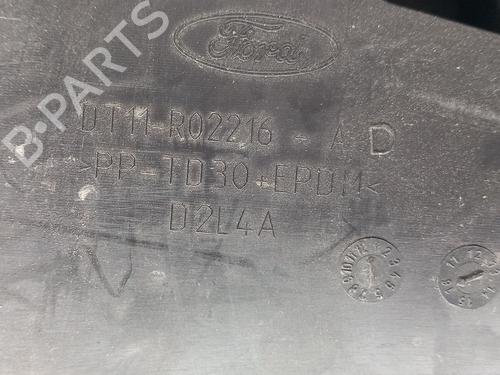 Ford
B-PARTS
DT11-R02216-AD
>PP-TD30+EPDM<
D2L4A